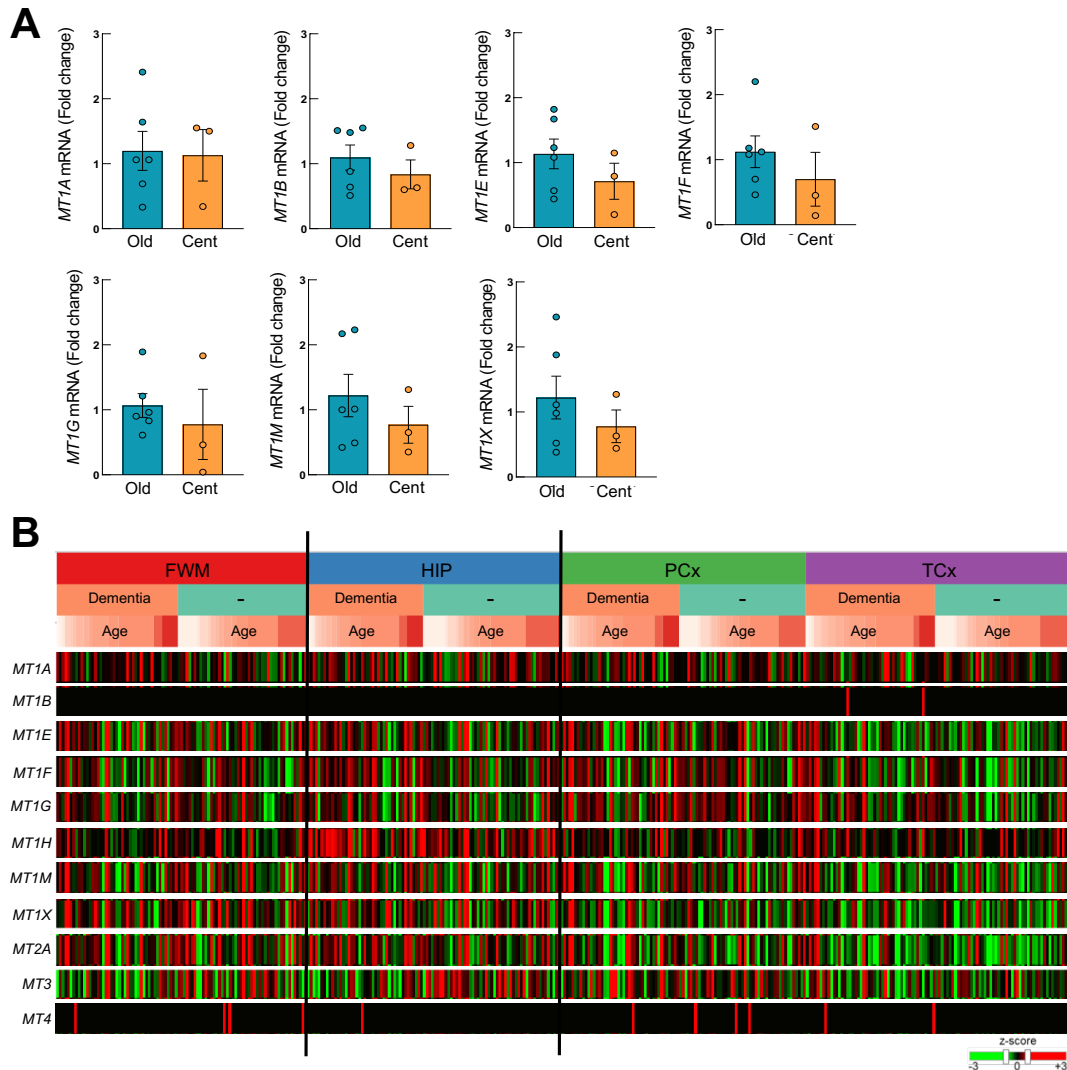 A
MT1A mRNA (Fold change)
3
2
1
0
Old Cent
MT1B mRNA (Fold change)
3
2
1
0
Old Cent
MT1E mRNA (Fold change)
3
2
1
0
Old Cent
MT1F mRNA (Fold change)
3
2
1
0
Old Cent
MT1G mRNA (Fold change)
3
2
1
0
Old Cent
MT1M mRNA (Fold change)
3
2
1
0
Old Cent
MT1X mRNA (Fold change)
3
2
1
0
Old Cent
B
FWM HIP PCx TCx
Dementia - Dementia - Dementia - Dementia -
Age Age Age Age Age Age Age Age
MT1A
MT1B
MT1E
MT1F
MT1G
MT1H
MT1M
MT1X
MT2A
MT3
MT4
z-score
-3 0 +3